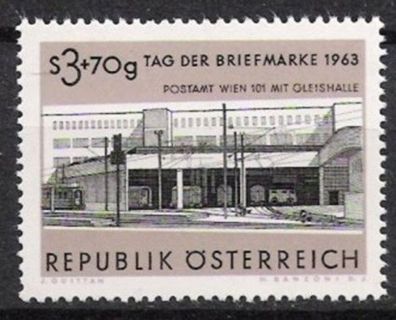 S3+70g TAG DER BRIEFMARKE 1963
POSTAMT WIEN 101 MIT GLEISHALLE
REPUBLIK ÖSTERREICH